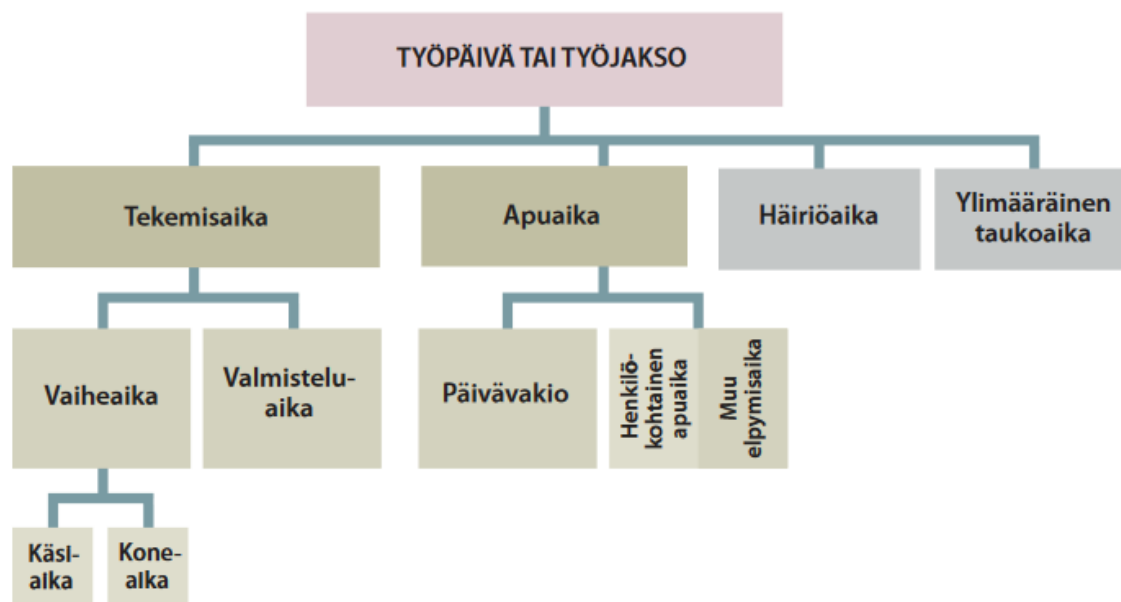 TYÖPÄIVÄ TAI TYÖJAKSO
Tekemisaika
Apuaika
Häiriöaika
Ylimääräinen
taukoaika
Vaiheaika
Valmistelu-
aika
Päivävakio
Henkilö-
kohtainen
apuaika
Muu
elpymisaika
Käsi-
aika
Kone-
aika